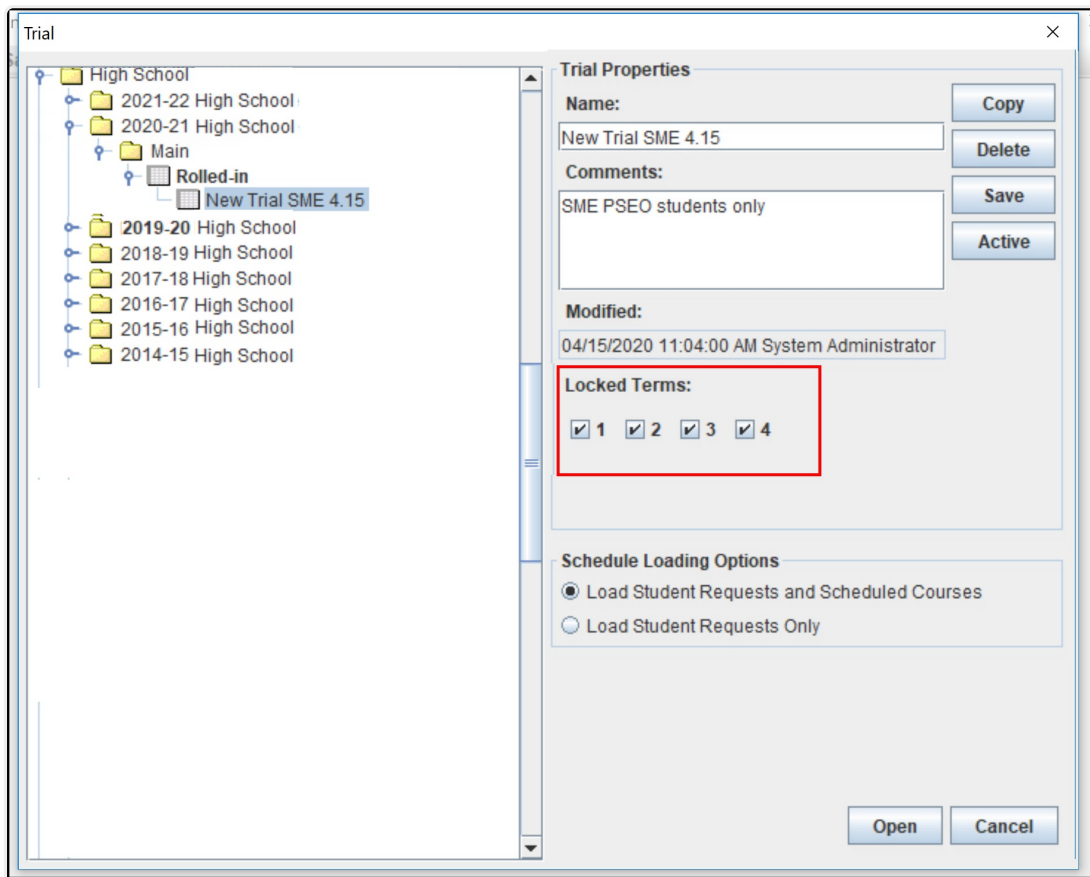 Trial
High School
2021-22 High School
2020-21 High School
Main
Rolled-in
New Trial SME 4.15
2019-20 High School
2018-19 High School
2017-18 High School
2016-17 High School
2015-16 High School
2014-15 High School
Trial Properties
Name:
New Trial SME 4.15
Comments:
SME PSEO students only
Modified:
04/15/2020 11:04:00 AM System Administrator
Locked Terms:
1 2 3 4
Copy
Delete
Save
Active
Schedule Loading Options
Load Student Requests and Scheduled Courses
Load Student Requests Only
Open Cancel